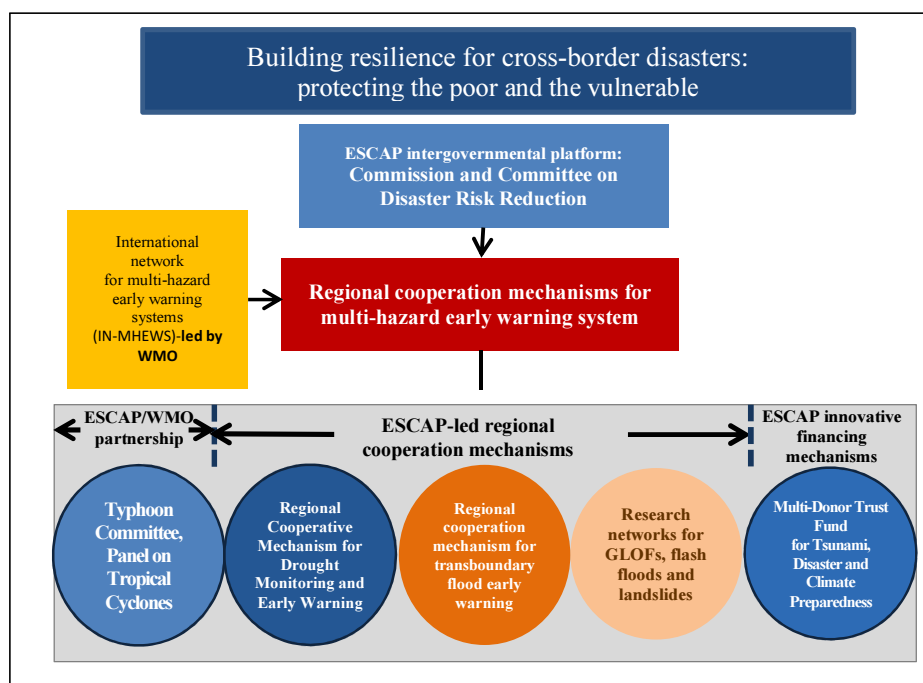 Building resilience for cross-border disasters:
protecting the poor and the vulnerable
ESCAP intergovernmental platform:
Commission and Committee on
Disaster Risk Reduction
International
network
for multi-hazard
early warning
systems
(IN-MHEWS)-led by
WMO
Regional cooperation mechanisms for
multi-hazard early warning system
ESCAP/WMO
partnership
ESCAP-led regional
cooperation mechanisms
ESCAP innovative
financing
mechanisms
Typhoon
Committee,
Panel on
Tropical
Cyclones
Regional
Cooperative
Mechanism for
Drought
Monitoring and
Early Warning
Regional
cooperation
mechanism for
transboundary
flood early
warning
Research
networks for
GLOFs, flash
floods and
landslides
Multi-Donor Trust
Fund
for Tsunami,
Disaster and
Climate
Preparedness